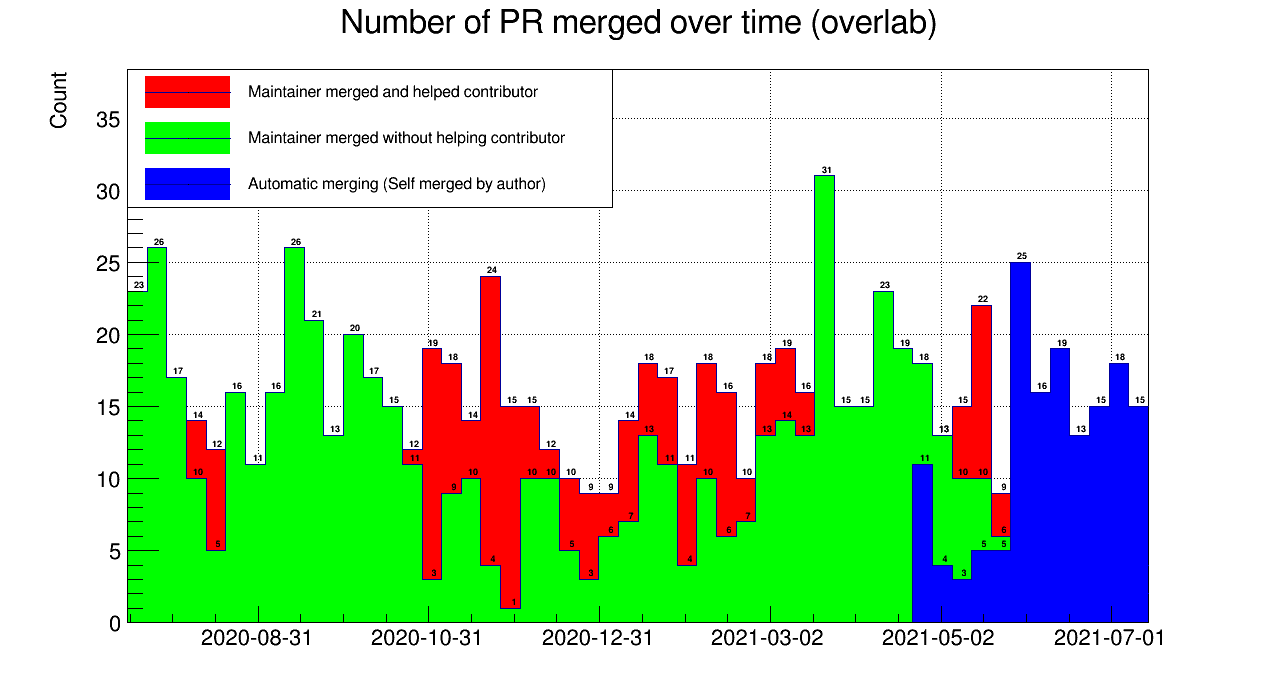 Number of PR merged over time (overlab)
Count
Maintainer merged and helped contributor
Maintainer merged without helping contributor
Automatic merging (Self merged by author)
35
30
25
20
15
10
5
0
23 26 17 14 12 16 11 16 26 21 13 20 17 15 12 19 18 14 24 15 15 12 10 9 9 14 18 17 11 18 16 10 18 19 16 31 15 15 23 19 18 13 15 22 9 25 16 19 13 15 18 15
10 5 11 3 9 10 4 1 10 10 5 3 6 7 13 11 4 10 6 7 13 14 13 10 10 6
11 4 3 5 5
2020-08-31 2020-10-31 2020-12-31 2021-03-02 2021-05-02 2021-07-01